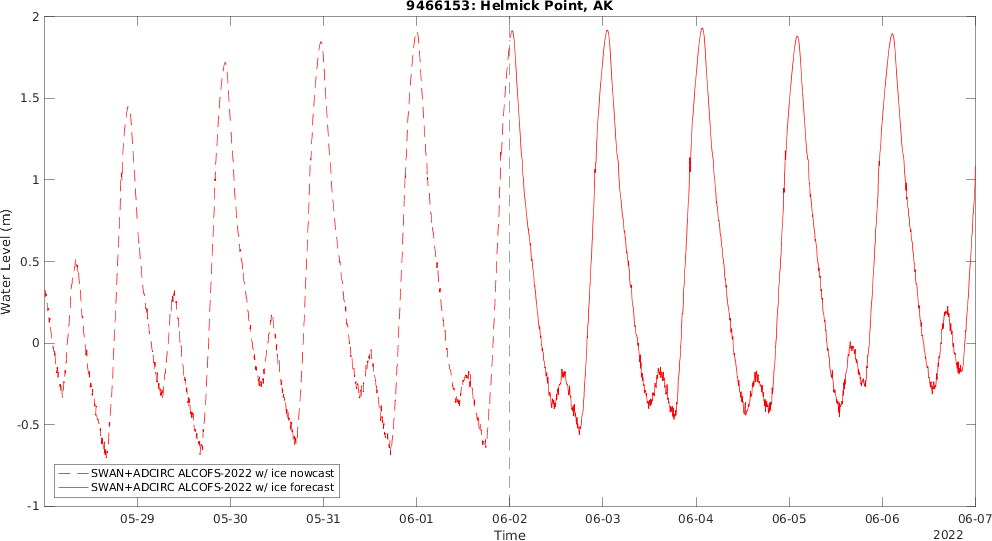 9466153: Helmick Point, AK
2
1.5
1
0.5
0
-0.5
-1
Water Level (m)
SWAN+ADCIRC ALCOFS-2022 w/ ice nowcast
SWAN+ADCIRC ALCOFS-2022 w/ ice forecast
05-29 05-30 05-31 06-01 06-02 06-03 06-04 06-05 06-06 06-07
Time
2022